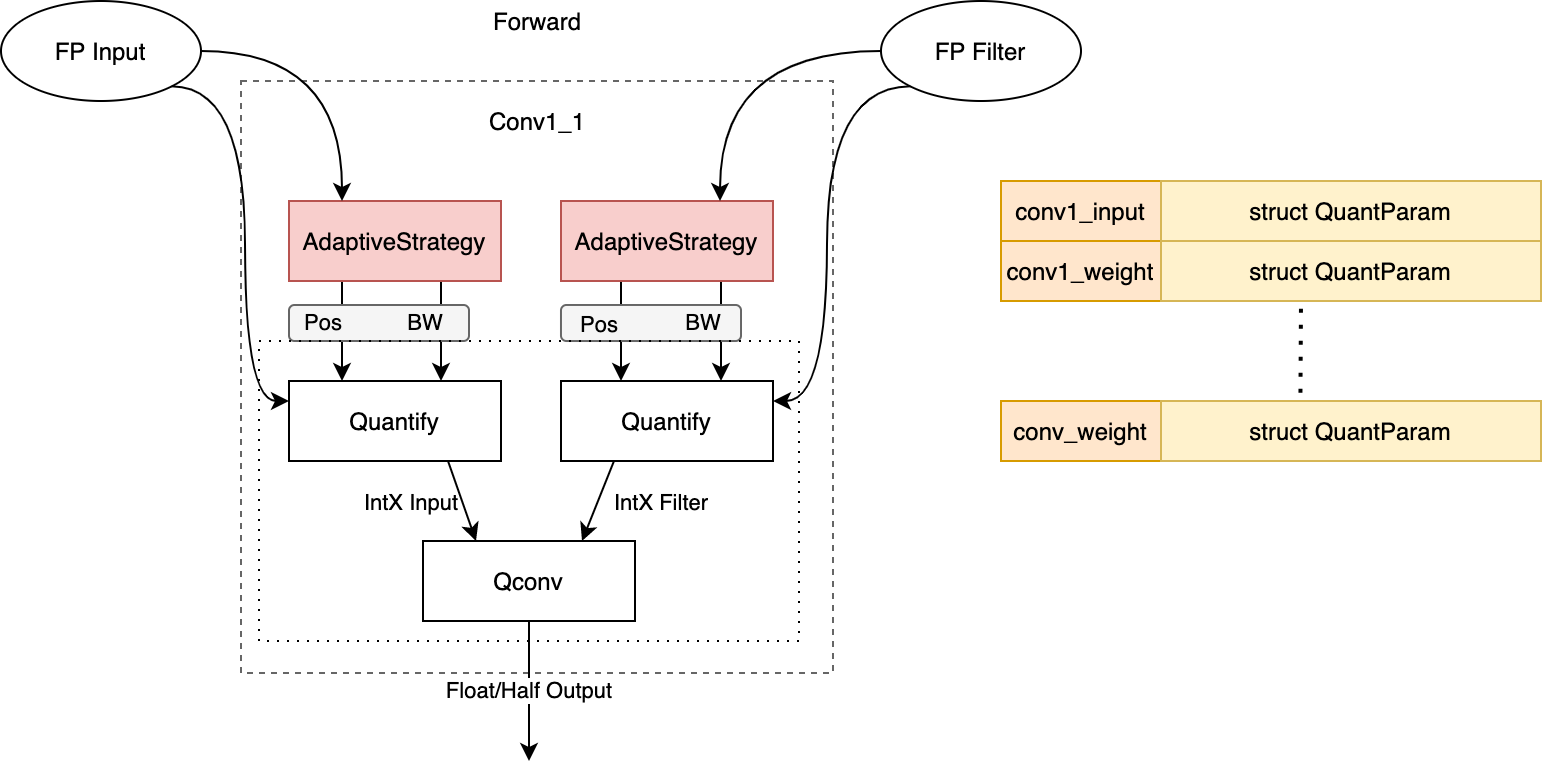 FP Input
Forward
FP Filter
Conv1_1
AdaptiveStrategy
AdaptiveStrategy
Pos
BW
Pos
BW
Quantify
Quantify
IntX Input
IntX Filter
Qconv
Float/Half Output
conv1_input
struct QuantParam
conv1_weight
struct QuantParam
conv_weight
struct QuantParam